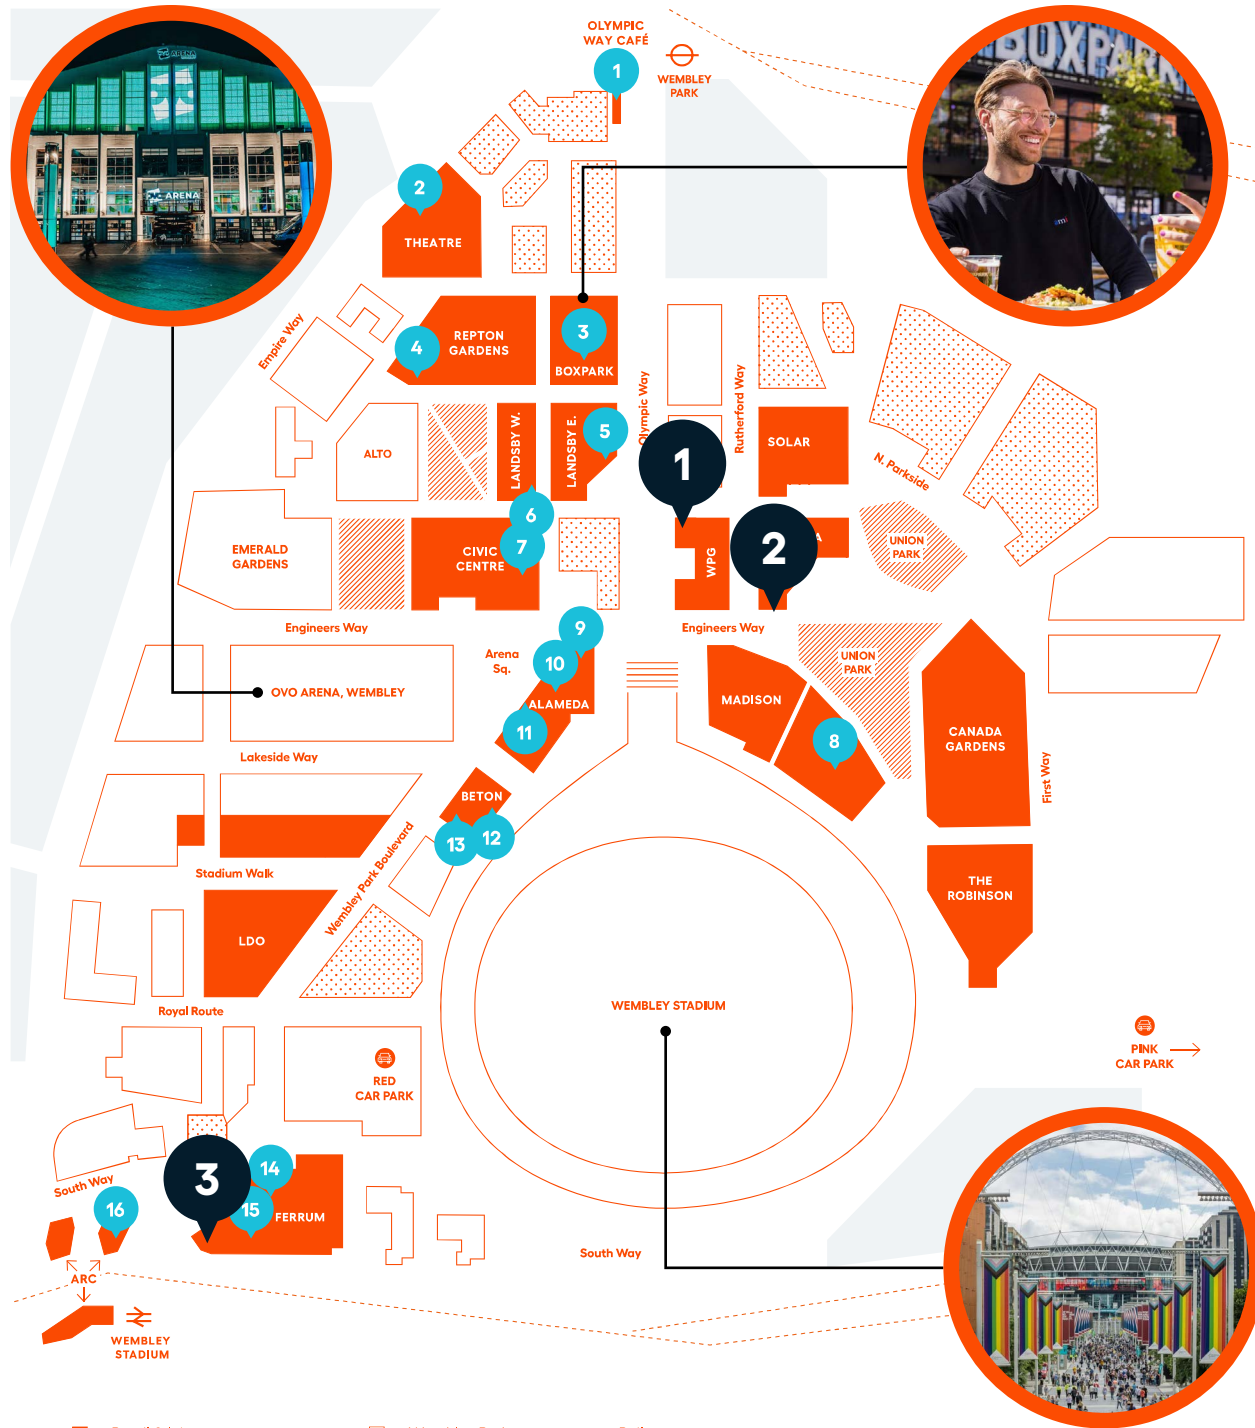 OLYMPIC
WAY CAFÉ
1
WEMBLEY
PARK
ARENA
ARENA
BOXPARK
2
THEATRE
Empire Way
REPTON
GARDENS
4
3
BOXPARK
Olympic Way
Rutherford Way
ALTO
LANDSBY W.
LANDSBY E.
5
SOLAR
N. Parkside
1
6
7
CIVIC
CENTRE
EMERALD
GARDENS
WPG
2
A
UNION
PARK
Engineers Way
Engineers Way
9
Arena
Sq.
10
ALAMEDA
11
UNION
PARK
OVO ARENA, WEMBLEY
MADISON
8
CANADA
GARDENS
First Way
Lakeside Way
BETON
13
12
Wembley Park Boulevard
Stadium Walk
THE
ROBINSON
LDO
Royal Route
WEMBLEY STADIUM
RED
CAR PARK
PINK
CAR PARK
South Way
3
14
15
FERRUM
16
ARC
South Way
WEMBLEY
STADIUM